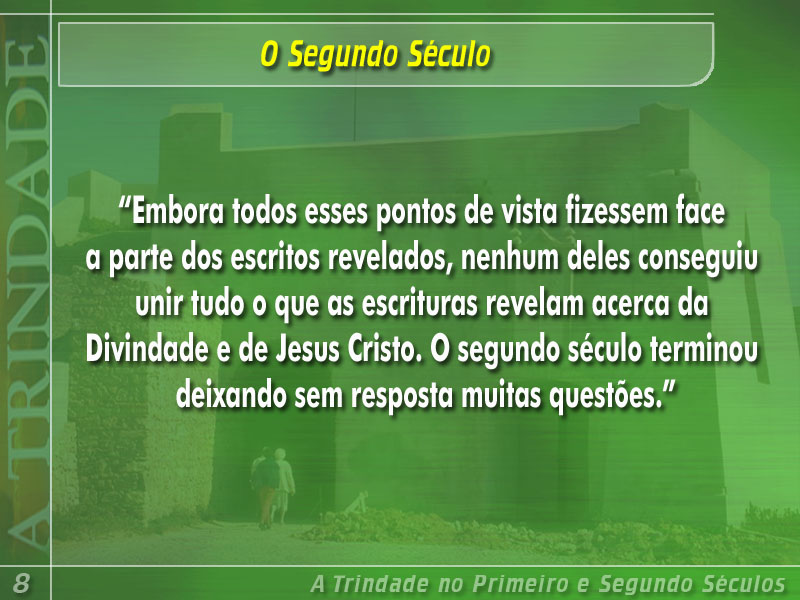 O Segundo Século
A TRINDADE
“Embora todos esses pontos de vista fizessem face
a parte dos escritos revelados, nenhum deles conseguiu
unir tudo o que as escrituras revelam acerca da
Divindade e de Jesus Cristo. O segundo século terminou
deixando sem resposta muitas questões.”
8
A Trindade no Primeiro e Segundo Séculos